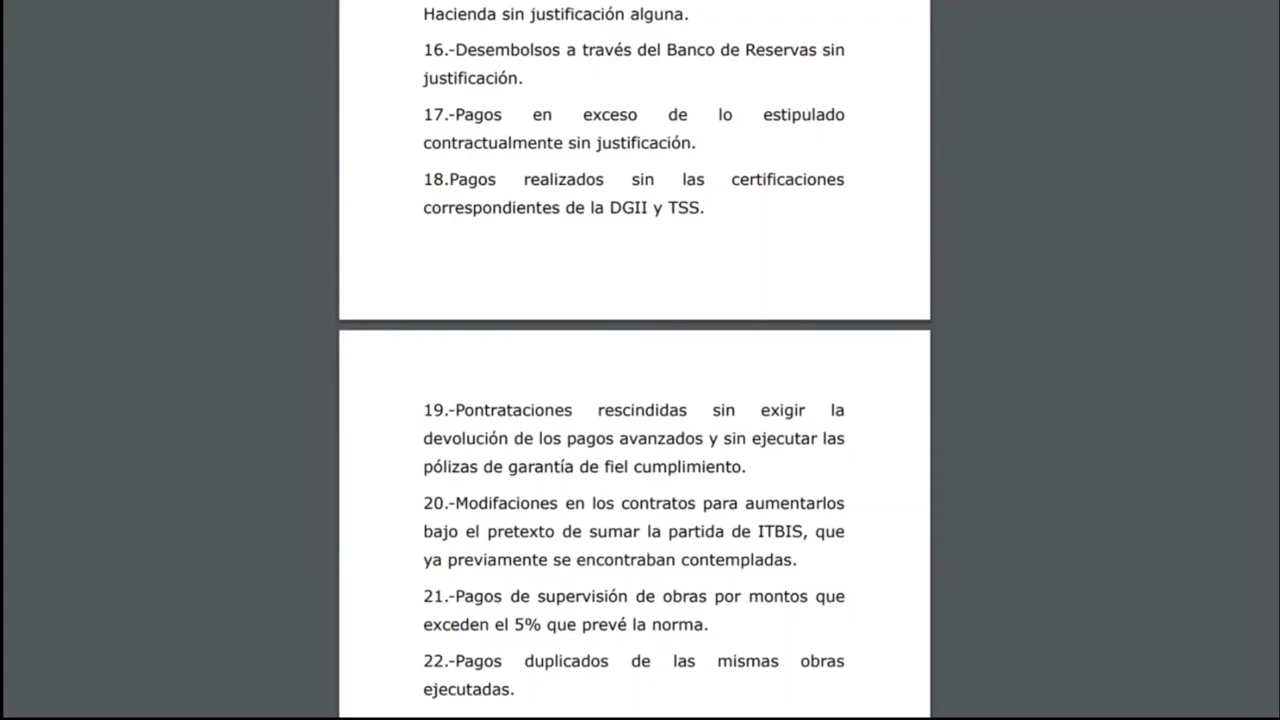 Hacienda sin justificación alguna.
16.-Desembolsos a través del Banco de Reservas sin
justificación.
17.-Pagos en exceso de lo estipulado
contractualmente sin justificación.
18.Pagos realizados sin las certificaciones
correspondientes de la DGII y TSS.
19.-Pontrataciones rescindidas sin exigir la
devolución de los pagos avanzados y sin ejecutar las
pólizas de garantía de fiel cumplimiento.
20.-Modifaciones en los contratos para aumentarlos
bajo el pretexto de sumar la partida de ITBIS, que
ya previamente se encontraban contempladas.
21.-Pagos de supervisión de obras por montos que
exceden el 5% que prevé la norma.
22.-Pagos duplicados de las mismas obras
ejecutadas.